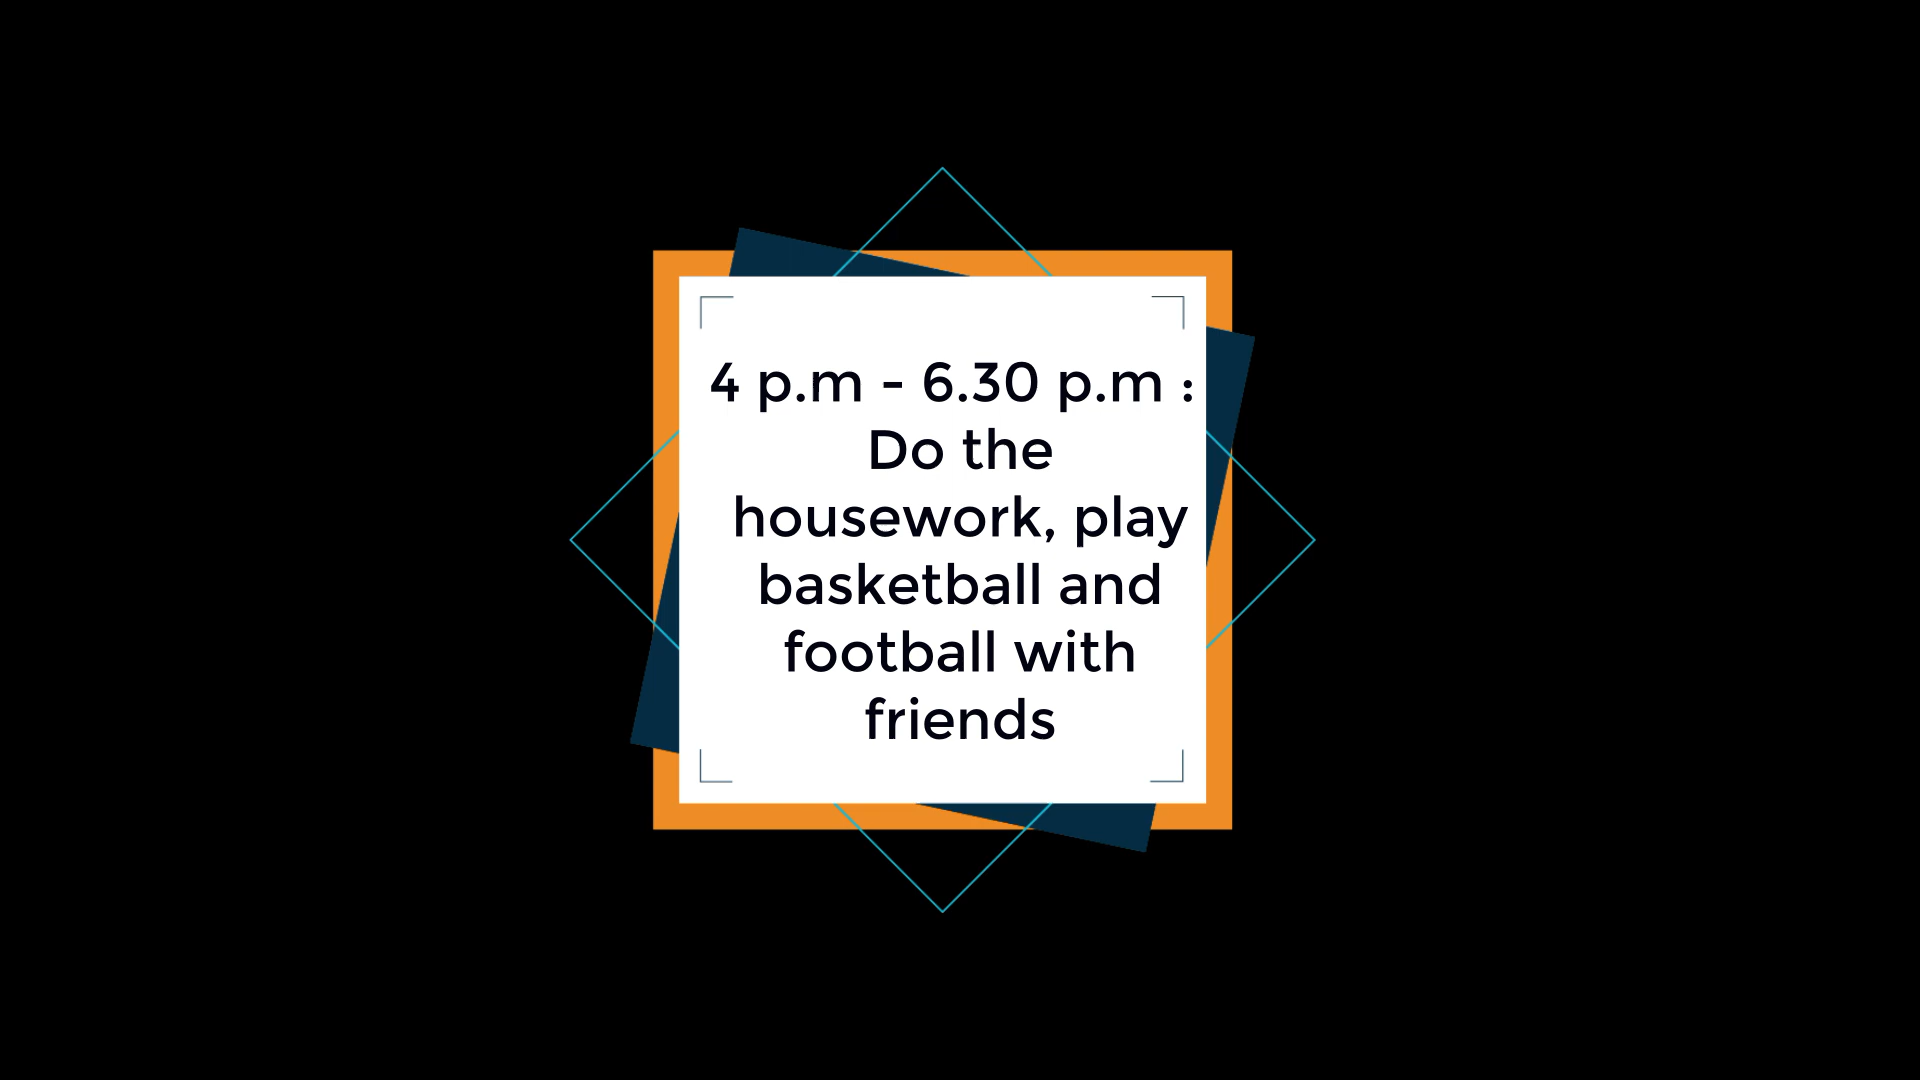 4 p.m - 6.30 p.m :
Do the
housework, play
basketball and
football with
friends